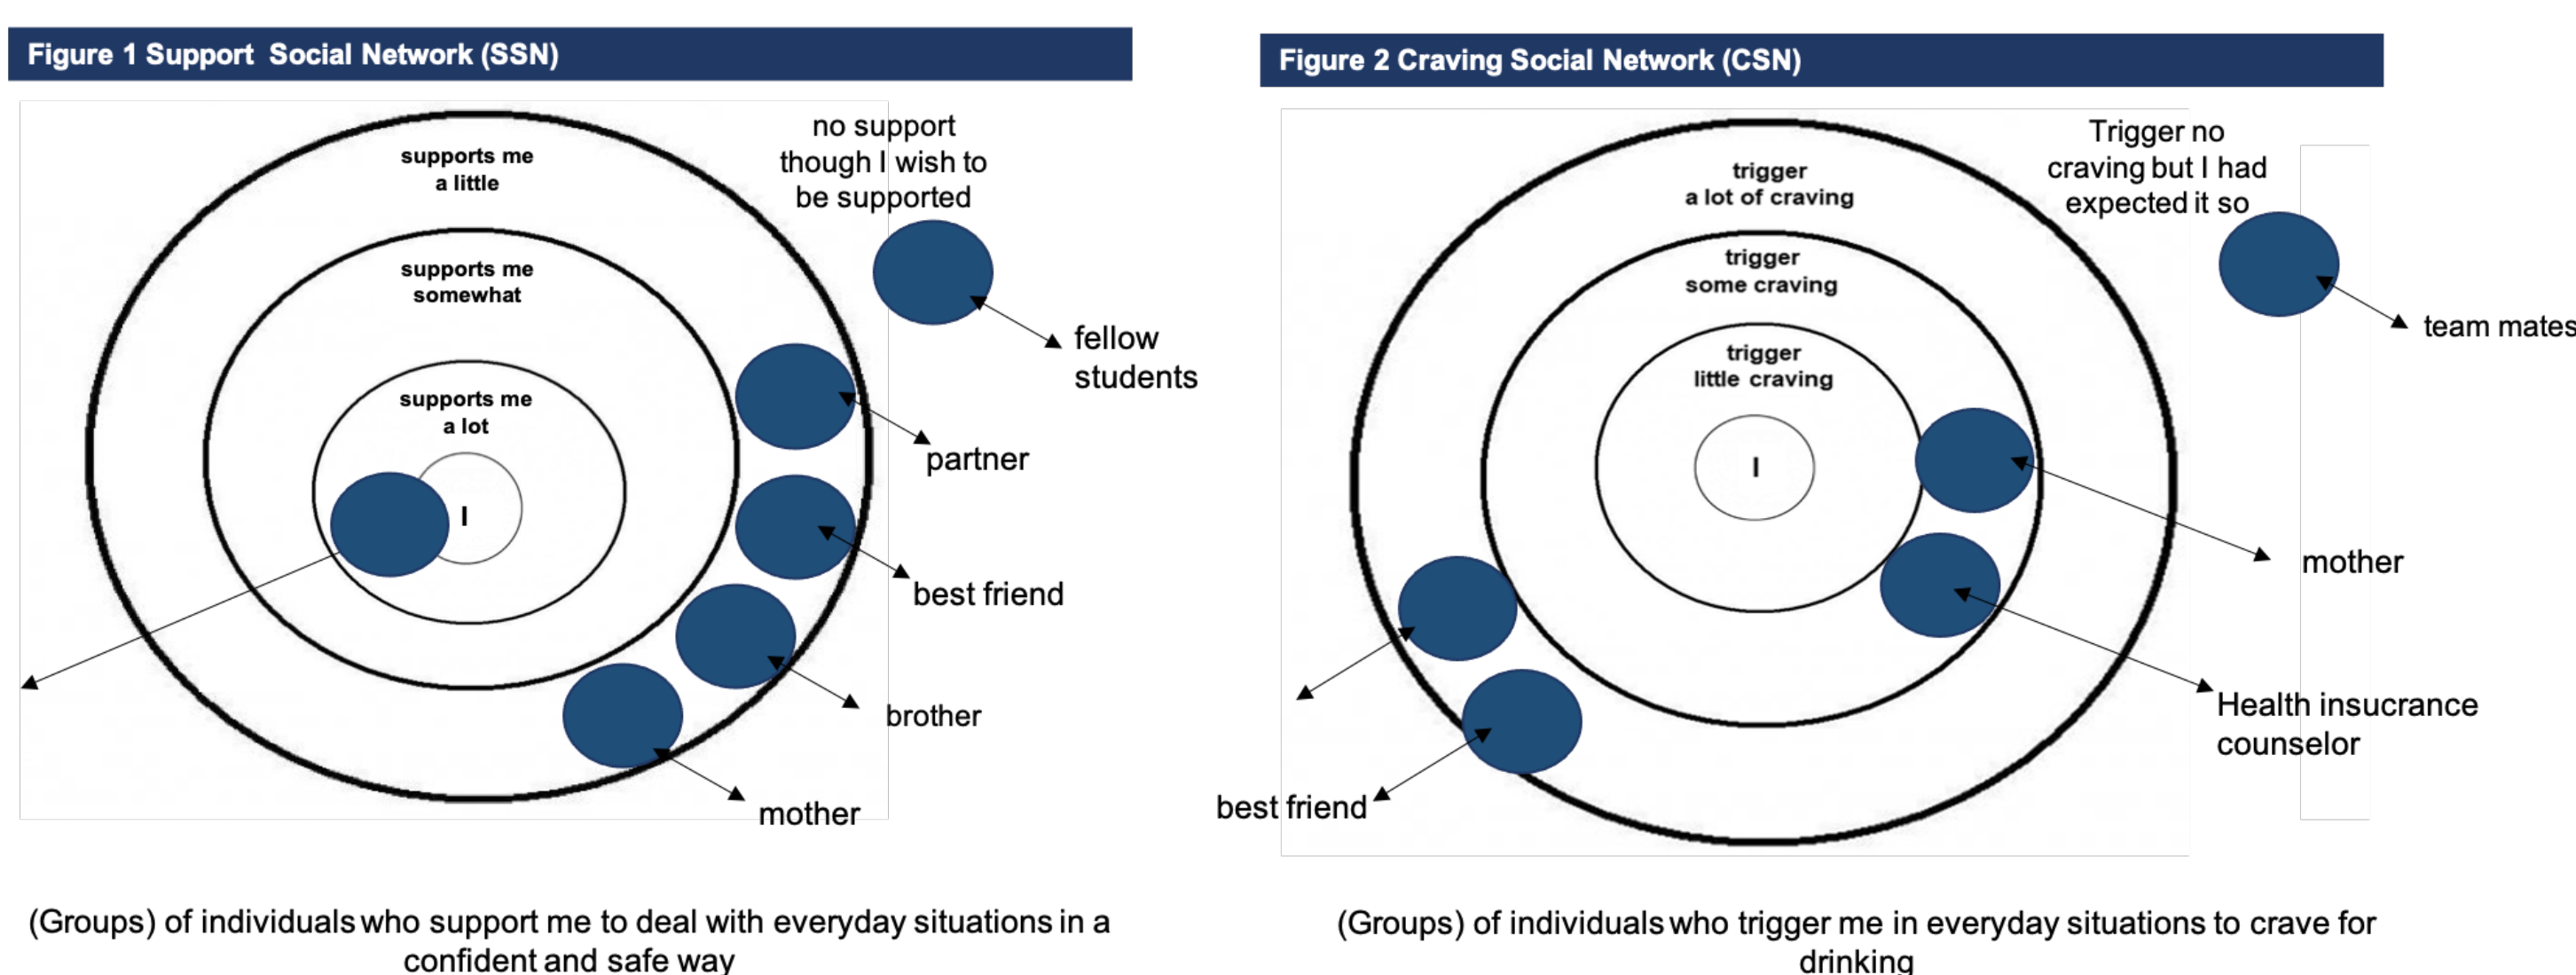 Figure 1 Support Social Network (SSN)
supports me
a little
supports me
somewhat
supports me
a lot
I
no support
though I wish to
be supported
fellow
students
partner
best friend
brother
mother
(Groups) of individuals who support me to deal with everyday situations in a
confident and safe way
Figure 2 Craving Social Network (CSN)
trigger
a lot of craving
trigger
some craving
trigger
little craving
I
Trigger no
craving but I had
expected it so
team mates
mother
Health insucrance
counselor
best friend
(Groups) of individuals who trigger me in everyday situations to crave for
drinking